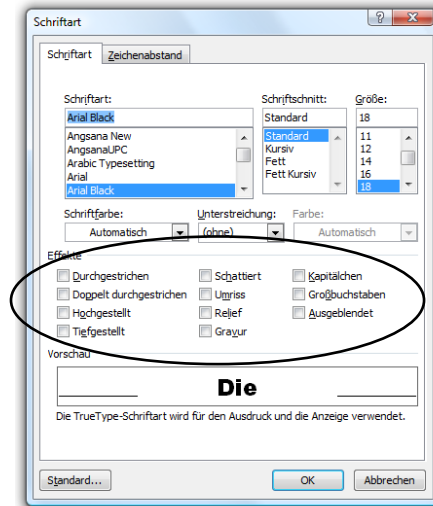 Schriftart
Schriftart Zeichenabstand
Schriftart: Schriftschnitt: Größe:
Arial Black Standard 18
Angsana New Standard 11
AngsanaUPC Kursiv 12
Arabic Typesetting Fett 14
Arial Fett Kursiv 16
Arial Black 18
Schriftfarbe: Unterstreichung: Farbe:
Automatisch (ohne) Automatisch
Effekte
Durchgestrichen Schattiert Kapitälchen
Doppelt durchgestrichen Umriss Großbuchstaben
Hochgestellt Relief Ausgeblendet
Tiefgestellt Gravur
Vorschau
Die
Die TrueType-Schriftart wird für den Ausdruck und die Anzeige verwendet.
Standard... OK Abbrechen